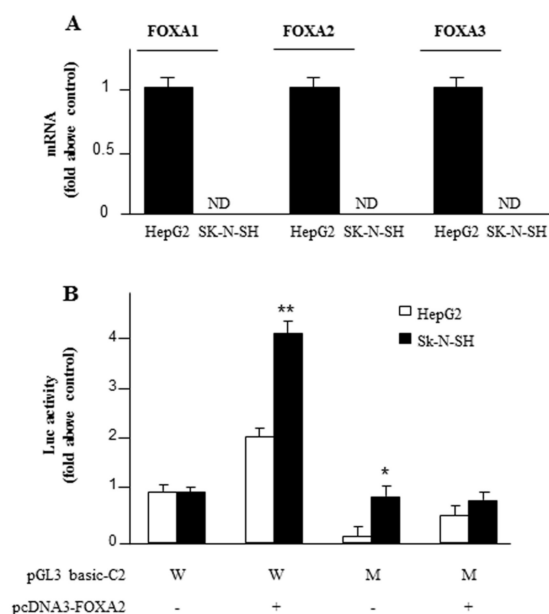 A
FOXA1 FOXA2 FOXA3
mRNA
(fold above control)
1
0.5
0
ND ND ND
HepG2 SK-N-SH HepG2 SK-N-SH HepG2 SK-N-SH
B
Luc activity
(fold above control)
4
3
2
1
0
**
*
HepG2
Sk-N-SH
pGL3 basic-C2 W W M M
pcDNA3-FOXA2 - + - +